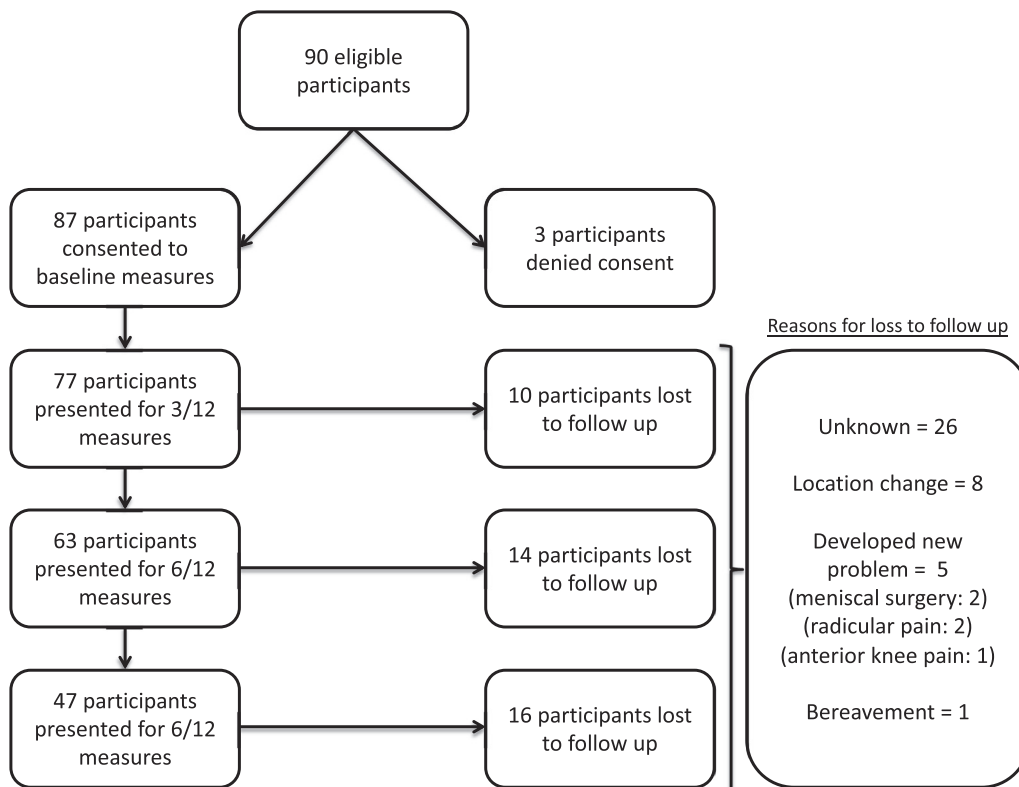 90 eligible
participants
87 participants
consented to
baseline measures
3 participants
denied consent
77 participants
presented for 3/12
measures
10 participants lost
to follow up
63 participants
presented for 6/12
measures
14 participants lost
to follow up
47 participants
presented for 6/12
measures
16 participants lost
to follow up
Reasons for loss to follow up
Unknown = 26
Location change = 8
Developed new
problem = 5
(meniscal surgery: 2)
(radicular pain: 2)
(anterior knee pain: 1)
Bereavement = 1